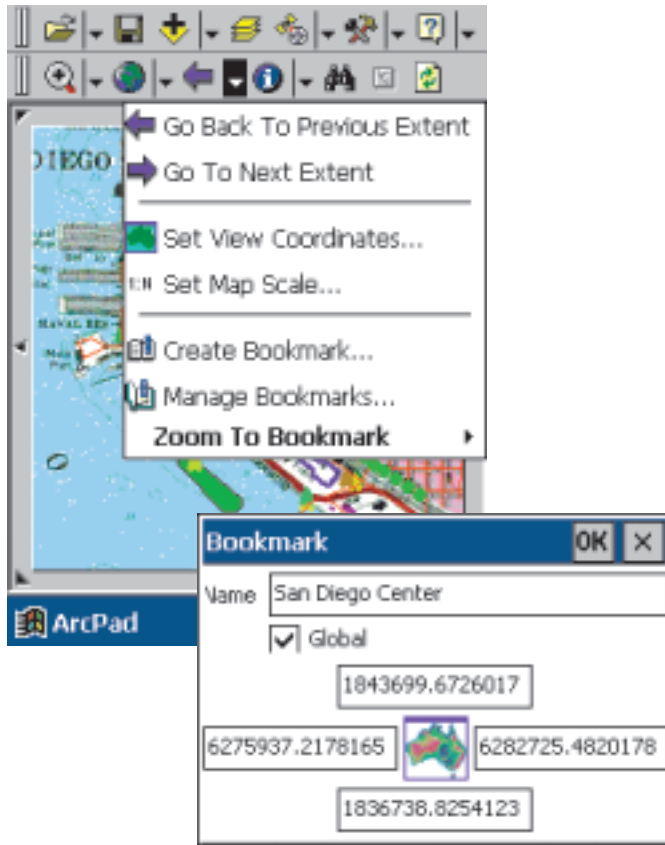 DIEGO
Go Back To Previous Extent
Go To Next Extent
Set View Coordinates...
1:N Set Map Scale...
NAVAL RES
Create Bookmark...
Manage Bookmarks...
Zoom To Bookmark
ArcPad
Bookmark OK
Name San Diego Center
Global
1843699.6726017
6275937.2178165 6282725.4820178
1836738.8254123